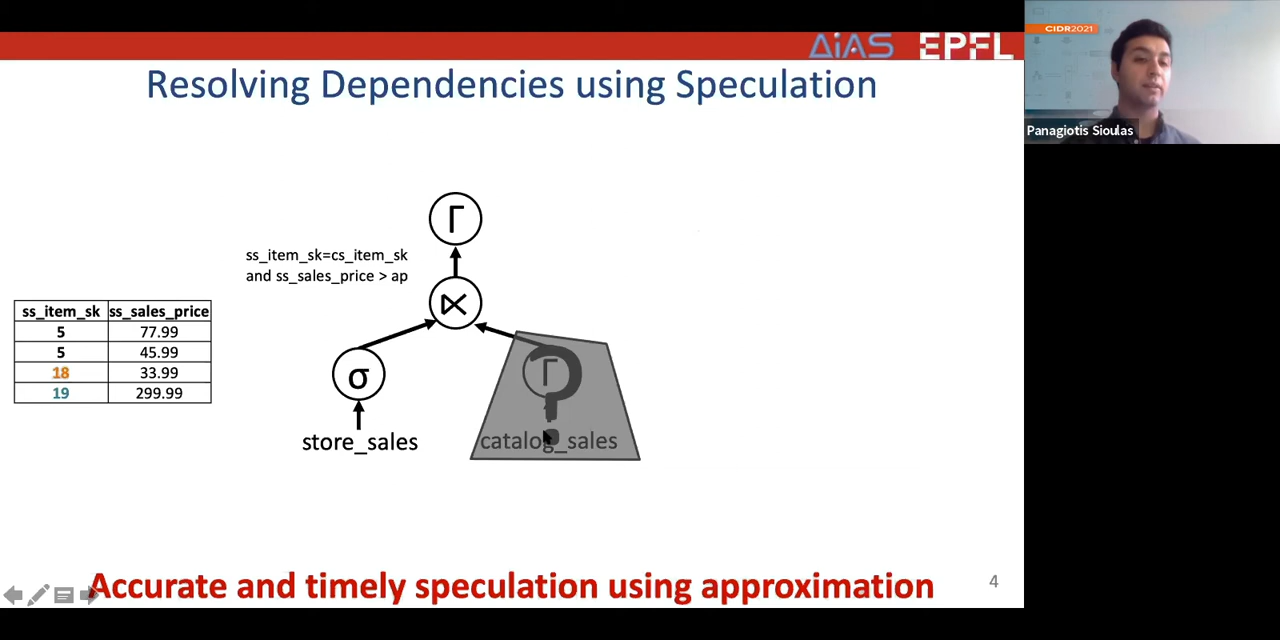 DiAS EPFL
Resolving Dependencies using Speculation
CIDR2021
Panagiotis Sioulas
Γ
ss_item_sk=cs_item_sk
and ss_sales_price > ap
⋉
ss_item_sk ss_sales_price
5 77.99
5 45.99
18 33.99
19 299.99
σ
Γ
?
store_sales
catalog_sales
Accurate and timely speculation using approximation
4